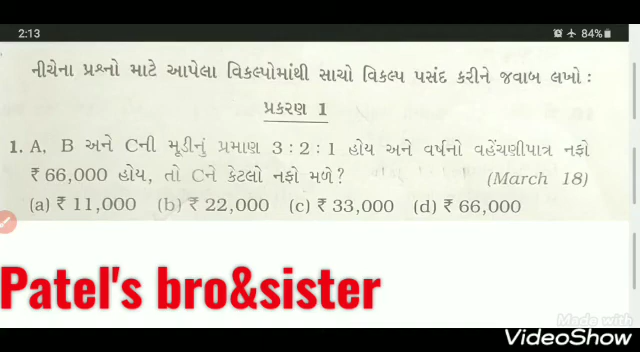 2:13
84%
નીચેના પ્રશ્નો માટે આપેલા વિકલ્પોમાંથી સાચો વિકલ્પ પસંદ કરીને જવાબ લખો :
પ્રકરણ 1
1. A, B અને Cની મૂડીનું પ્રમાણ 3 : 2 : 1 હોય અને વર્ષનો વહેંચણીપાત્ર નફો
₹ 66,000 હોય, તો Cને કેટલો નફો મળે? (March 18)
(a) ₹ 11,000 (b) ₹ 22,000 (c) ₹ 33,000 (d) ₹ 66,000
Patel's bro&sister
Made with
VideoShow